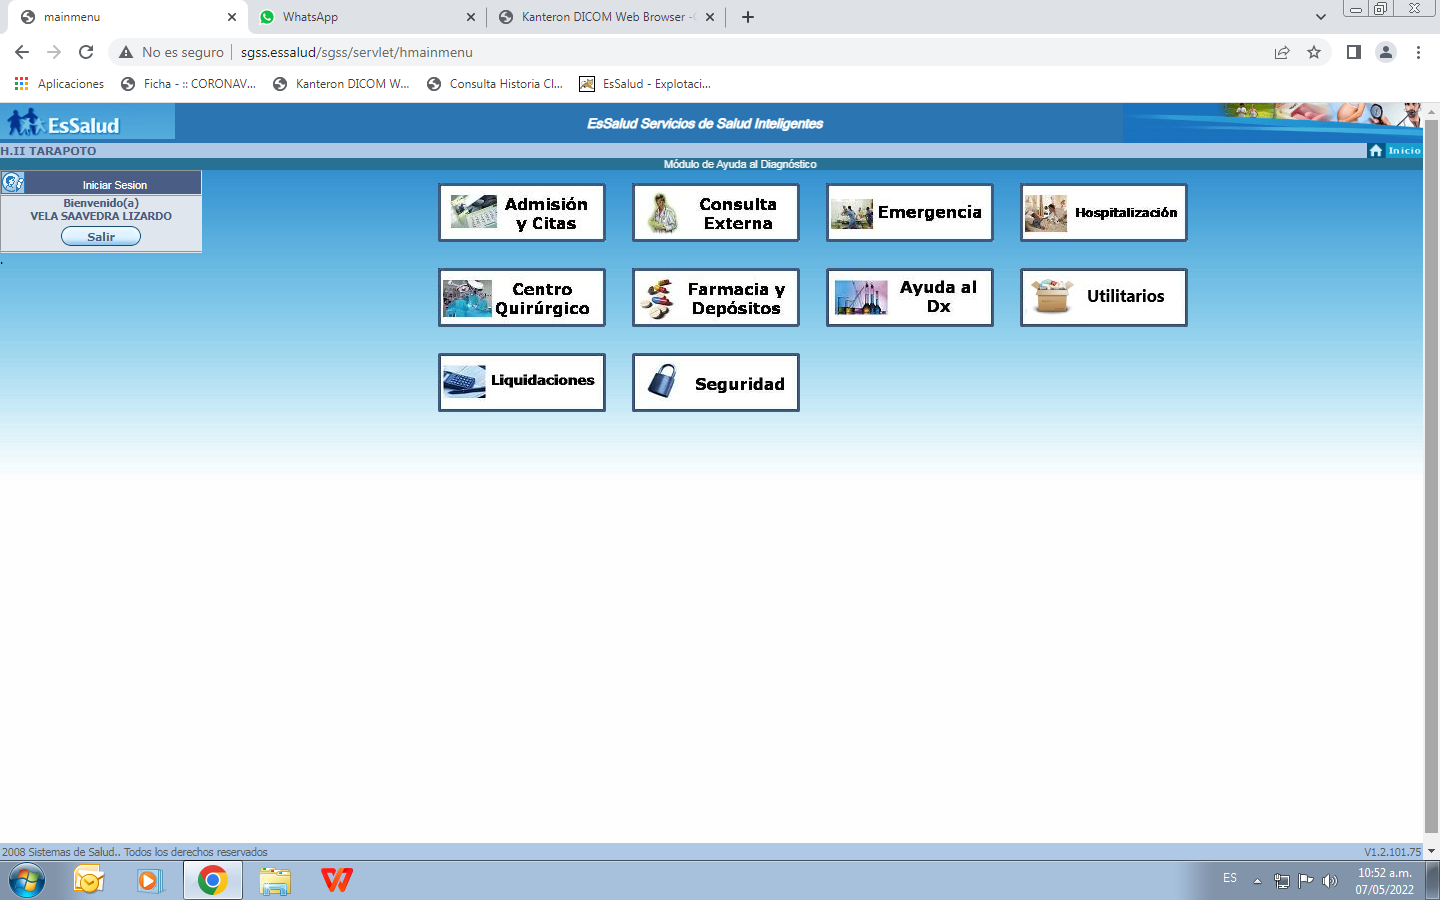 mainmenu
WhatsApp
Kanteron DICOM Web Browser -
No es seguro
sgss.essalud/sgss/servlet/hmainmenu
Aplicaciones
Ficha - :: CORONAV...
Kanteron DICOM W...
Consulta Historia Cl...
EsSalud - Explotaci...
EsSalud
EsSalud Servicios de Salud Inteligentes
H.II TARAPOTO
Inicio
Módulo de Ayuda al Diagnóstico
Iniciar Sesion
Bienvenido(a)
VELA SAAVEDRA LIZARDO
Salir
.
Admisión
y Citas
Consulta
Externa
Emergencia
Hospitalización
Centro
Quirúrgico
Farmacia y
Depósitos
Ayuda al
Dx
Utilitarios
Liquidaciones
Seguridad
2008 Sistemas de Salud.. Todos los derechos reservados
V1.2.101.75
ES
10:52 a.m.
07/05/2022